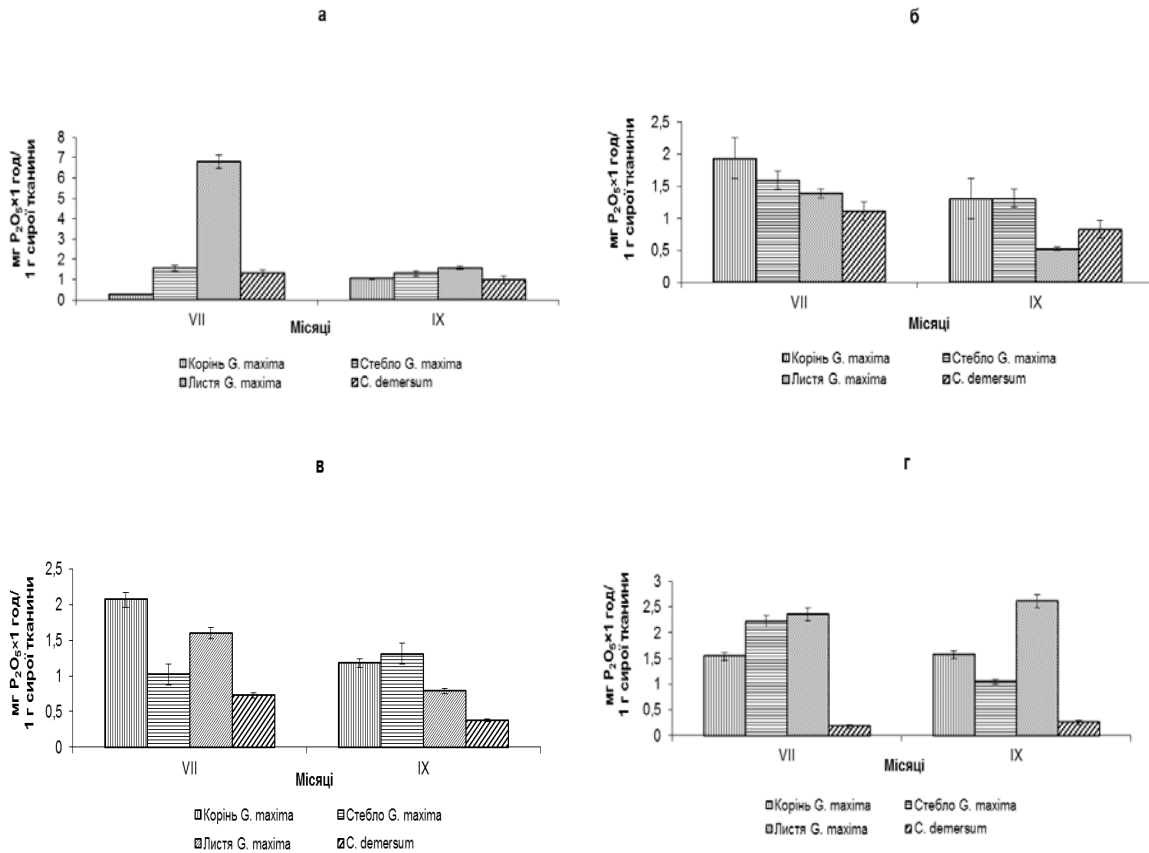 а
мг P₂O₅×1 год/
1 г сирої тканини
8
7
6
5
4
3
2
1
0
VII
IX
Місяці
Корінь G. maxima
Стебло G. maxima
Листя G. maxima
C. demersum
б
мг P₂O₅×1 год/
1 г сирої тканини
2,5
2
1,5
1
0,5
0
VII
IX
Місяці
Корінь G. maxima
Стебло G. maxima
Листя G. maxima
C. demersum
в
мг P₂O₅×1 год/
1 г сирої тканини
2,5
2
1,5
1
0,5
0
VII
IX
Місяці
Корінь G. maxima
Стебло G. maxima
Листя G. maxima
C. demersum
г
мг P₂O₅×1 год/
1 г сирої тканини
3
2,5
2
1,5
1
0,5
0
VII
IX
Місяці
Корінь G. maxima
Стебло G. maxima
Листя G. maxima
C. demersum